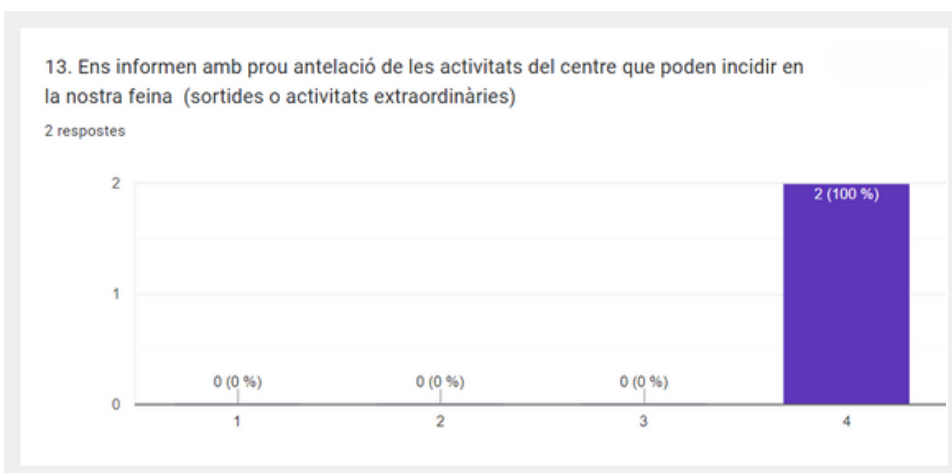 13. Ens informen amb prou antelació de les activitats del centre que poden incidir en
la nostra feina (sortides o activitats extraordinàries)
2 respostes
2
2 (100 %)
1
0 (0 %) 0 (0 %) 0 (0 %)
0
1 2 3 4